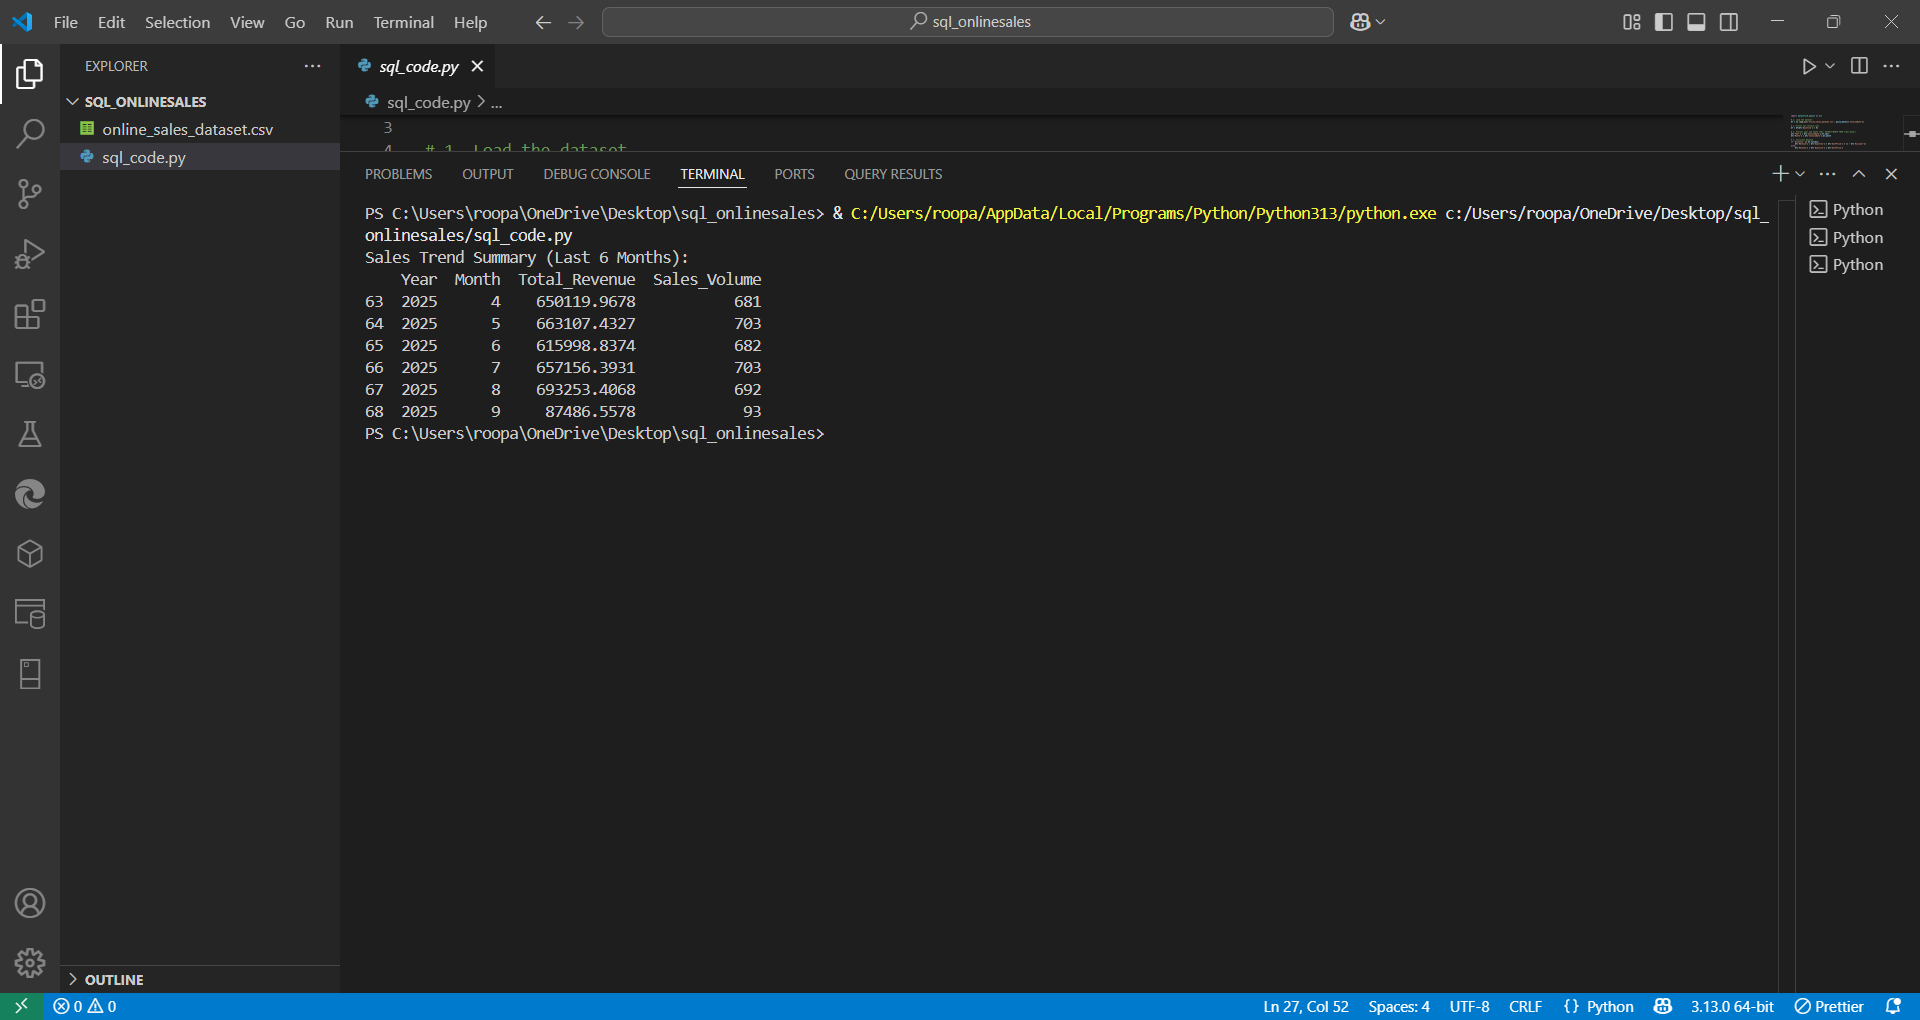 File Edit Selection View Go Run Terminal Help
sql_onlinesales
EXPLORER
SQL_ONLINESALES
online_sales_dataset.csv
sql_code.py
OUTLINE
sql_code.py
sql_code.py > ...
3
4 # 1. Load the dataset
PROBLEMS OUTPUT DEBUG CONSOLE TERMINAL PORTS QUERY RESULTS
PS C:\Users\roopa\OneDrive\Desktop\sql_onlinesales> & C:/Users/roopa/AppData/Local/Programs/Python/Python313/python.exe c:/Users/roopa/OneDrive/Desktop/sql_
onlinesales/sql_code.py
Sales Trend Summary (Last 6 Months):
Year Month Total_Revenue Sales_Volume
63 2025 4 650119.9678 681
64 2025 5 663107.4327 703
65 2025 6 615998.8374 682
66 2025 7 657156.3931 703
67 2025 8 693253.4068 692
68 2025 9 87486.5578 93
PS C:\Users\roopa\OneDrive\Desktop\sql_onlinesales>
Python
Python
Python
0 0
Ln 27, Col 52 Spaces: 4 UTF-8 CRLF {} Python 3.13.0 64-bit Prettier